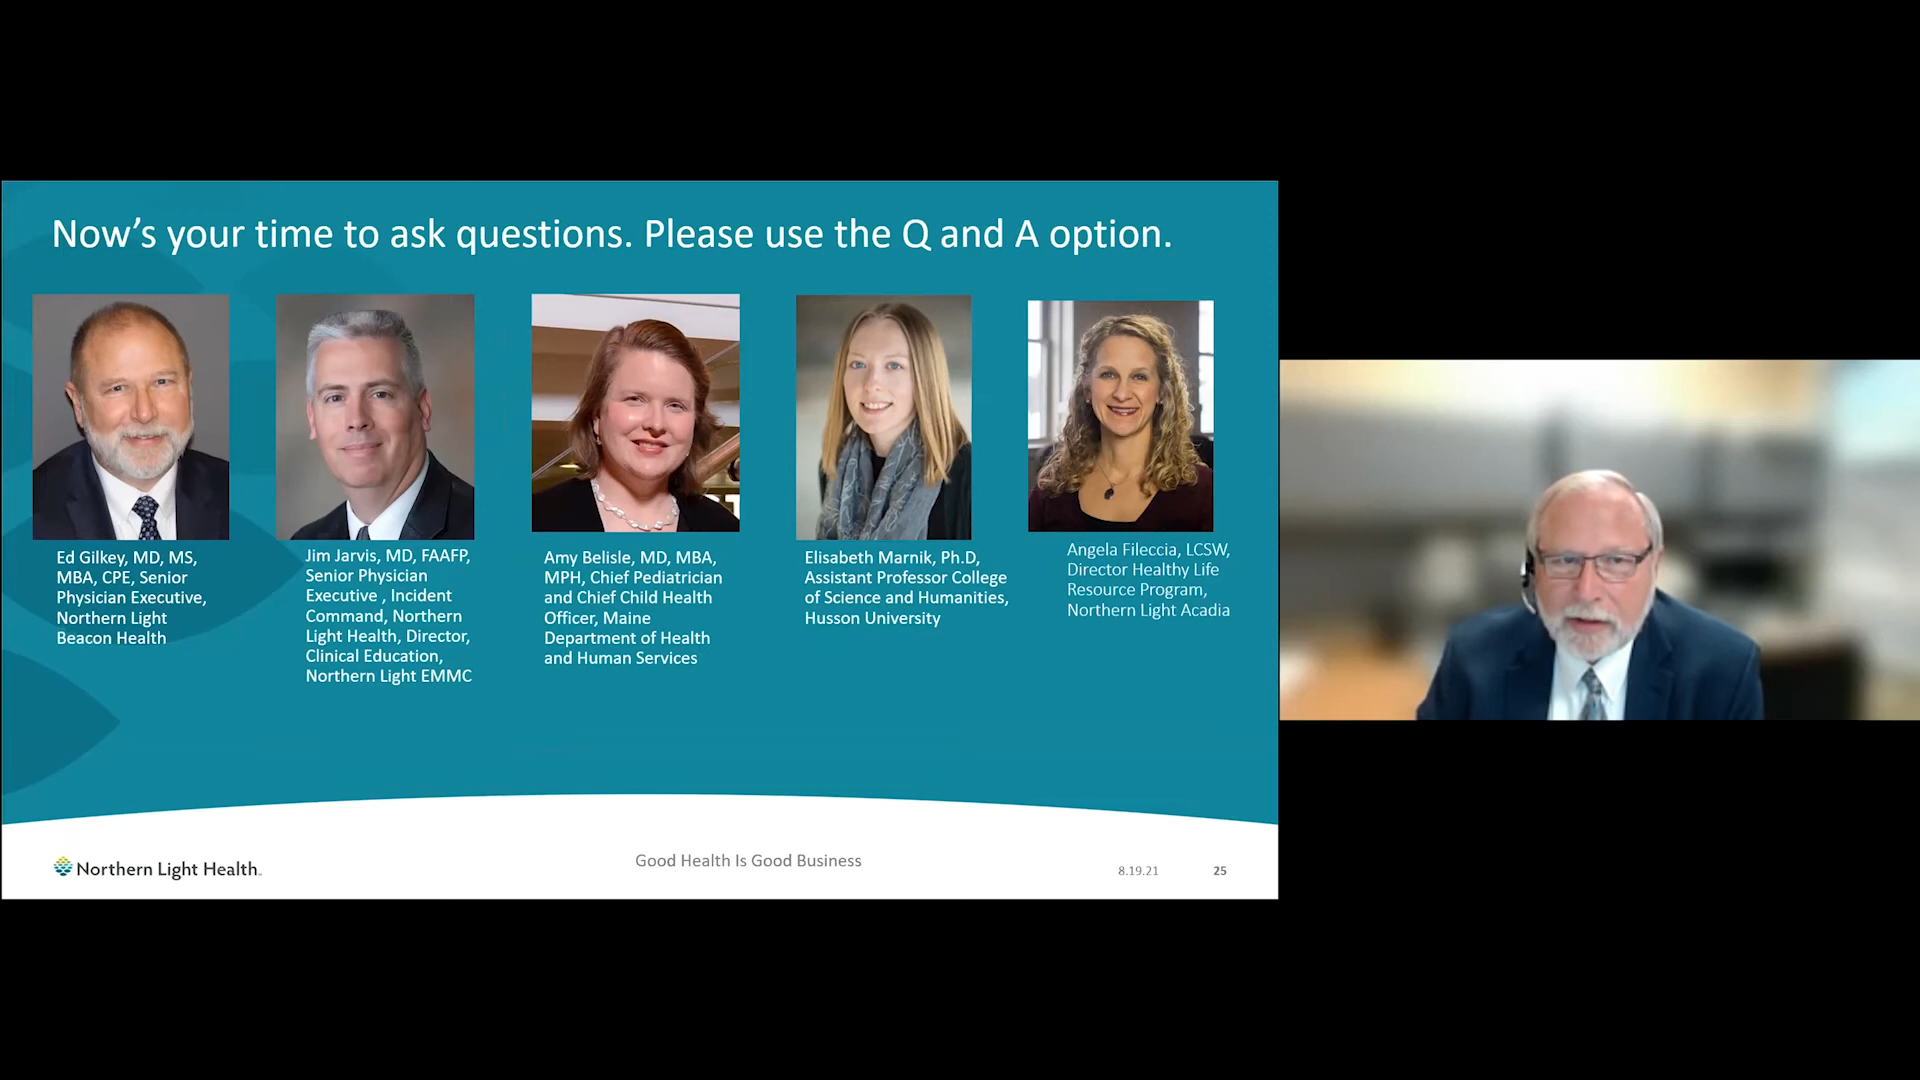 Now's your time to ask questions. Please use the Q and A option.
Ed Gilkey, MD, MS,
MBA, CPE, Senior
Physician Executive,
Northern Light
Beacon Health
Jim Jarvis, MD, FAAFP,
Senior Physician
Executive , Incident
Command, Northern
Light Health, Director,
Clinical Education,
Northern Light EMMC
Amy Belisle, MD, MBA,
MPH, Chief Pediatrician
and Chief Child Health
Officer, Maine
Department of Health
and Human Services
Elisabeth Marnik, Ph.D,
Assistant Professor College
of Science and Humanities,
Husson University
Angela Fileccia, LCSW,
Director Healthy Life
Resource Program,
Northern Light Acadia
Northern Light Health
Good Health Is Good Business
8.19.21
25